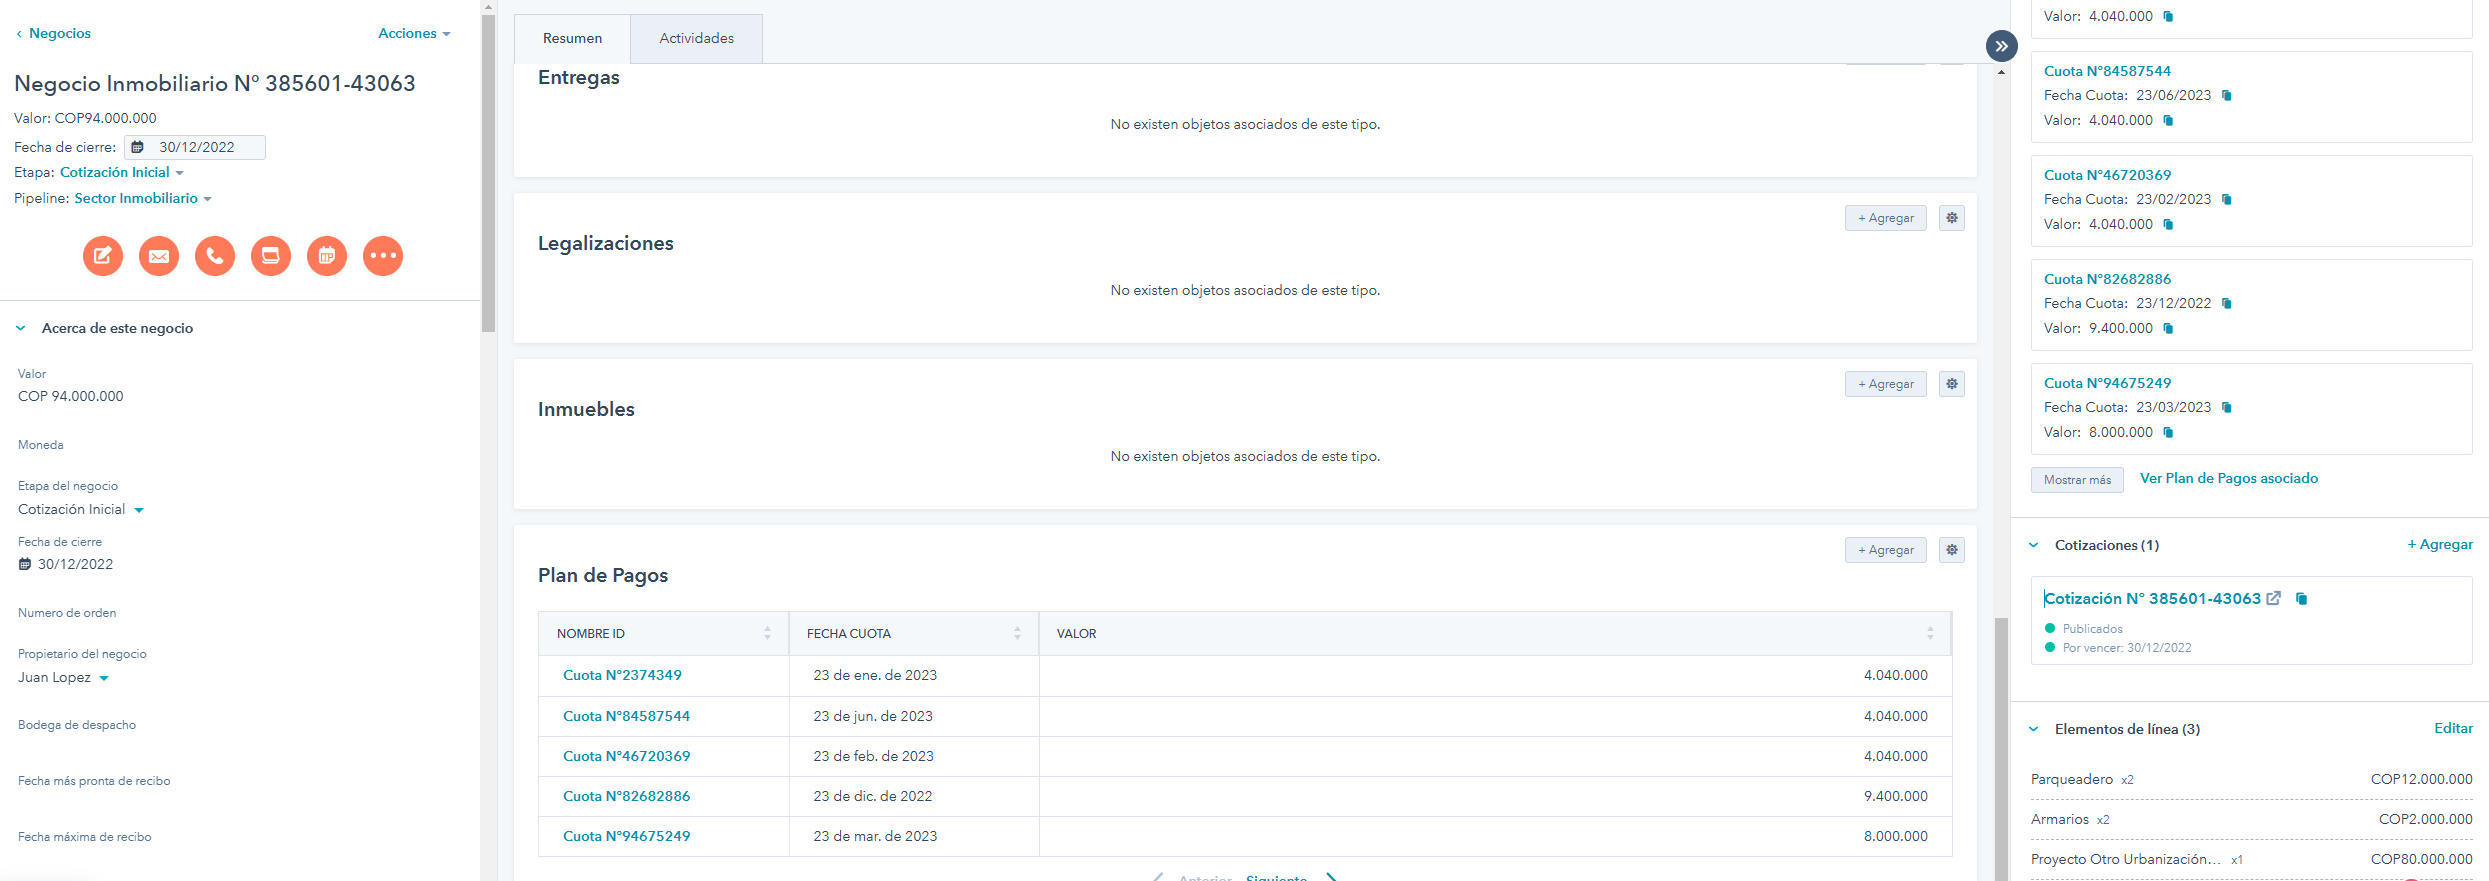 Negocios
Acciones
Negocio Inmobiliario N° 385601-43063
Valor: COP94.000.000
Fecha de cierre: 30/12/2022
Etapa: Cotización Inicial
Pipeline: Sector Inmobiliario
Acerca de este negocio
Valor
COP 94.000.000
Moneda
Etapa del negocio
Cotización Inicial
Fecha de cierre
30/12/2022
Numero de orden
Propietario del negocio
Juan Lopez
Bodega de despacho
Fecha más pronta de recibo
Fecha máxima de recibo
Resumen
Actividades
Entregas
No existen objetos asociados de este tipo.
+ Agregar
Legalizaciones
No existen objetos asociados de este tipo.
+ Agregar
Inmuebles
No existen objetos asociados de este tipo.
+ Agregar
Plan de Pagos
NOMBRE ID FECHA CUOTA VALOR
Cuota N°2374349 23 de ene. de 2023 4.040.000
Cuota N°84587544 23 de jun. de 2023 4.040.000
Cuota N°46720369 23 de feb. de 2023 4.040.000
Cuota N°82682886 23 de dic. de 2022 9.400.000
Cuota N°94675249 23 de mar. de 2023 8.000.000
Anterior Siguiente
Valor: 4.040.000
Cuota N°84587544
Fecha Cuota: 23/06/2023
Valor: 4.040.000
Cuota N°46720369
Fecha Cuota: 23/02/2023
Valor: 4.040.000
Cuota N°82682886
Fecha Cuota: 23/12/2022
Valor: 9.400.000
Cuota N°94675249
Fecha Cuota: 23/03/2023
Valor: 8.000.000
Mostrar más Ver Plan de Pagos asociado
Cotizaciones (1) + Agregar
Cotización N° 385601-43063
Publicados
Por vencer: 30/12/2022
Elementos de línea (3) Editar
Parqueadero x2 COP12.000.000
Armarios x2 COP2.000.000
Proyecto Otro Urbanización... x1 COP80.000.000